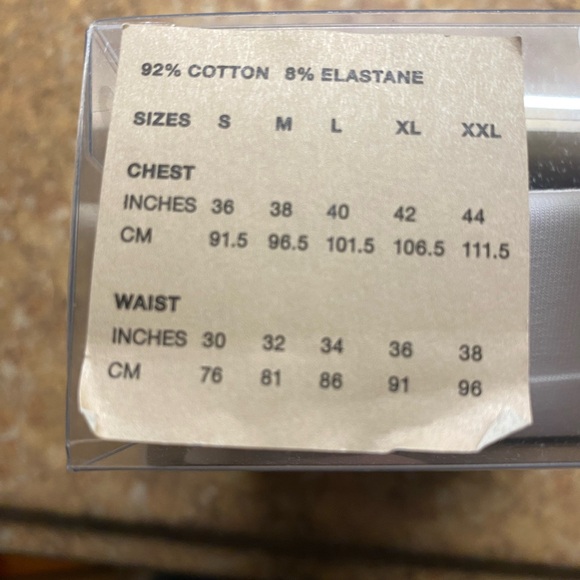 92% COTTON 8% ELASTANE
SIZES S M L XL XXL
CHEST
INCHES 36 38 40 42 44
CM 91.5 96.5 101.5 106.5 111.5
WAIST
INCHES 30 32 34 36 38
CM 76 81 86 91 96